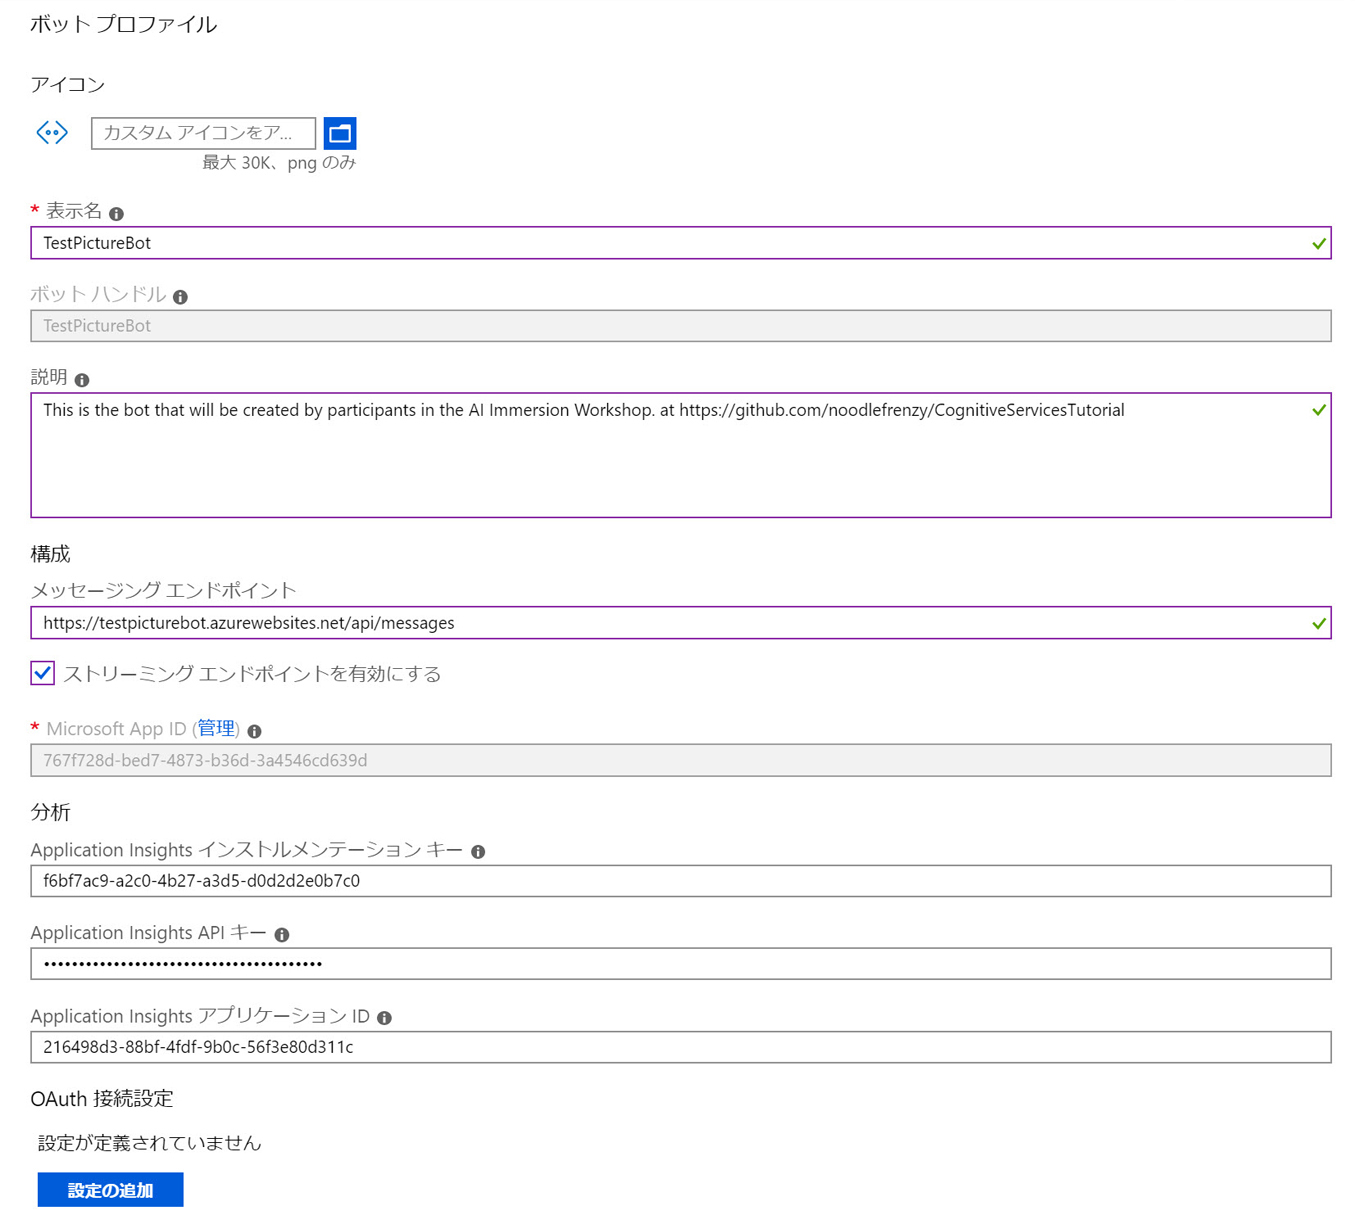 ボット プロファイル
アイコン
カスタム アイコンをア...
最大 30K、png のみ
* 表示名
TestPictureBot
ボット ハンドル
TestPictureBot
説明
This is the bot that will be created by participants in the AI Immersion Workshop. at https://github.com/noodlefrenzy/CognitiveServicesTutorial
構成
メッセージング エンドポイント
https://testpicturebot.azurewebsites.net/api/messages
ストリーミング エンドポイントを有効にする
* Microsoft App ID (管理)
767f728d-bed7-4873-b36d-3a4546cd639d
分析
Application Insights インストルメンテーション キー
f6bf7ac9-a2c0-4b27-a3d5-d0d2d2e0b7c0
Application Insights API キー
••••••••••••••••••••••••••••••••••••••••
Application Insights アプリケーション ID
216498d3-88bf-4fdf-9b0c-56f3e80d311c
OAuth 接続設定
設定が定義されていません
設定の追加